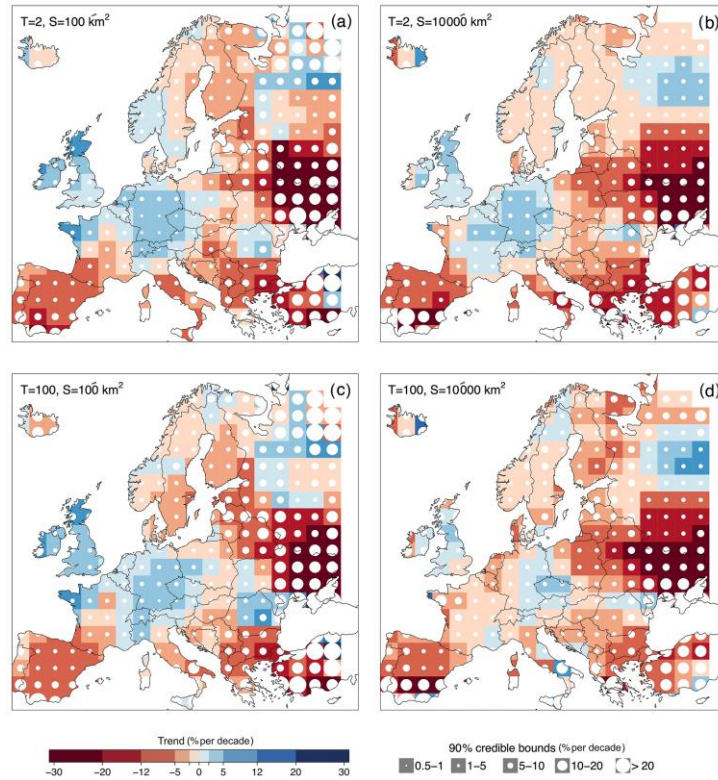 T=2, S=100 km²
(a)
T=2, S=10000 km²
(b)
T=100, S=100 km²
(c)
T=100, S=10000 km²
(d)
Trend (% per decade)
−30 −20 −12 −5 −2 0 2 5 12 20 30
90% credible bounds (% per decade)
0.5−1 1−5 5−10 10−20 > 20